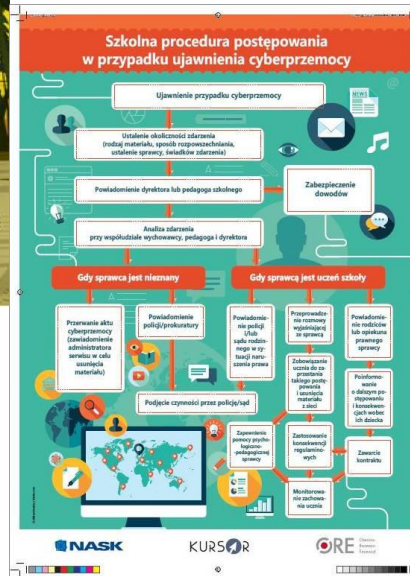 Szkolna procedura postępowania
w przypadku ujawnienia cyberprzemocy
Ujawnienie przypadku cyberprzemocy
NEWS
Ustalenie okoliczności zdarzenia
(rodzaj materiału, sposób rozpowszechniania,
ustalenie sprawcy, świadków zdarzenia)
Powiadomienie dyrektora lub pedagoga szkolnego
Zabezpieczenie
dowodów
Analiza zdarzenia
przy współudziale wychowawcy, pedagoga i dyrektora
Gdy sprawca jest nieznany
Gdy sprawcą jest uczeń szkoły
Przerwanie aktu
cyberprzemocy
(zawiadomienie
administratora
serwisu w celu
usunięcia
materiału)
Powiadomienie
policji/prokuratury
Podjęcie czynności przez policję/sąd
Powiadomie-
nie policji
i/lub
sądu rodzin-
nego w sy-
tuacji naru-
szenia prawa
Zapewnienie
pomocy psycho-
logiczno-
-pedagogicznej
sprawcy
Przeprowadze-
nie rozmowy
wyjaśniającej
ze sprawcą
Zobowiązanie
ucznia do za-
przestania
takiego postę-
powania
i usunięcia
materiału
z sieci
Zastosowanie
konsekwencji
regulamino-
wych
Monitorowa-
nie zachowa-
nia ucznia
Powiadomie-
nie rodziców
lub opiekuna
prawnego
sprawcy
Poinformo-
wanie
o dalszym po-
stępowaniu
i konsekwen-
cjach wobec
ich dziecka
Zawarcie
kontraktu
NASK
KURSOR
ORE
Ośrodek
Rozwoju
Edukacji